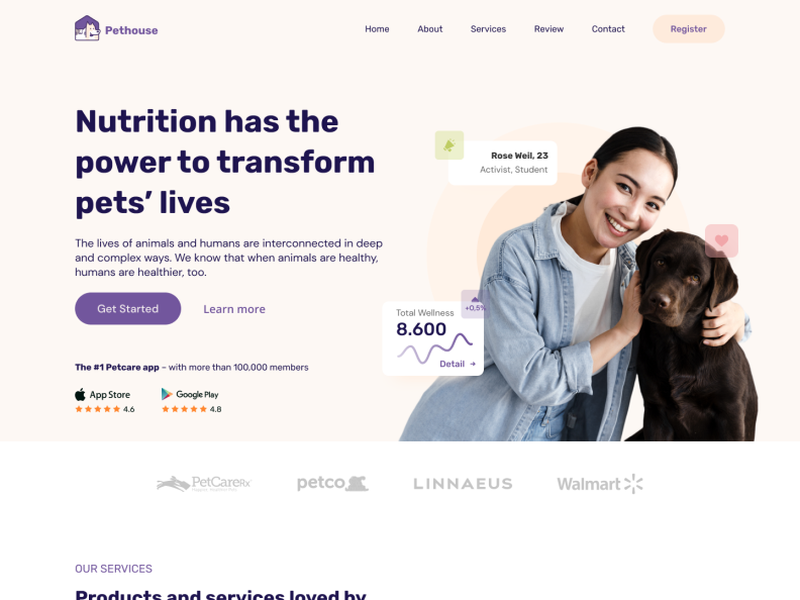 Pethouse
Home
About
Services
Review
Contact
Register
Nutrition has the
power to transform
pets’ lives
The lives of animals and humans are interconnected in deep
and complex ways. We know that when animals are healthy,
humans are healthier, too.
Get Started
Learn more
The #1 Petcare app – with more than 100,000 members
App Store
4.6
Google Play
4.8
Rose Weil, 23
Activist, Student
Total Wellness
+0,5%
8.600
Detail
PetCareRx
petco
LINNAEUS
Walmart
OUR SERVICES
Products and services loved by